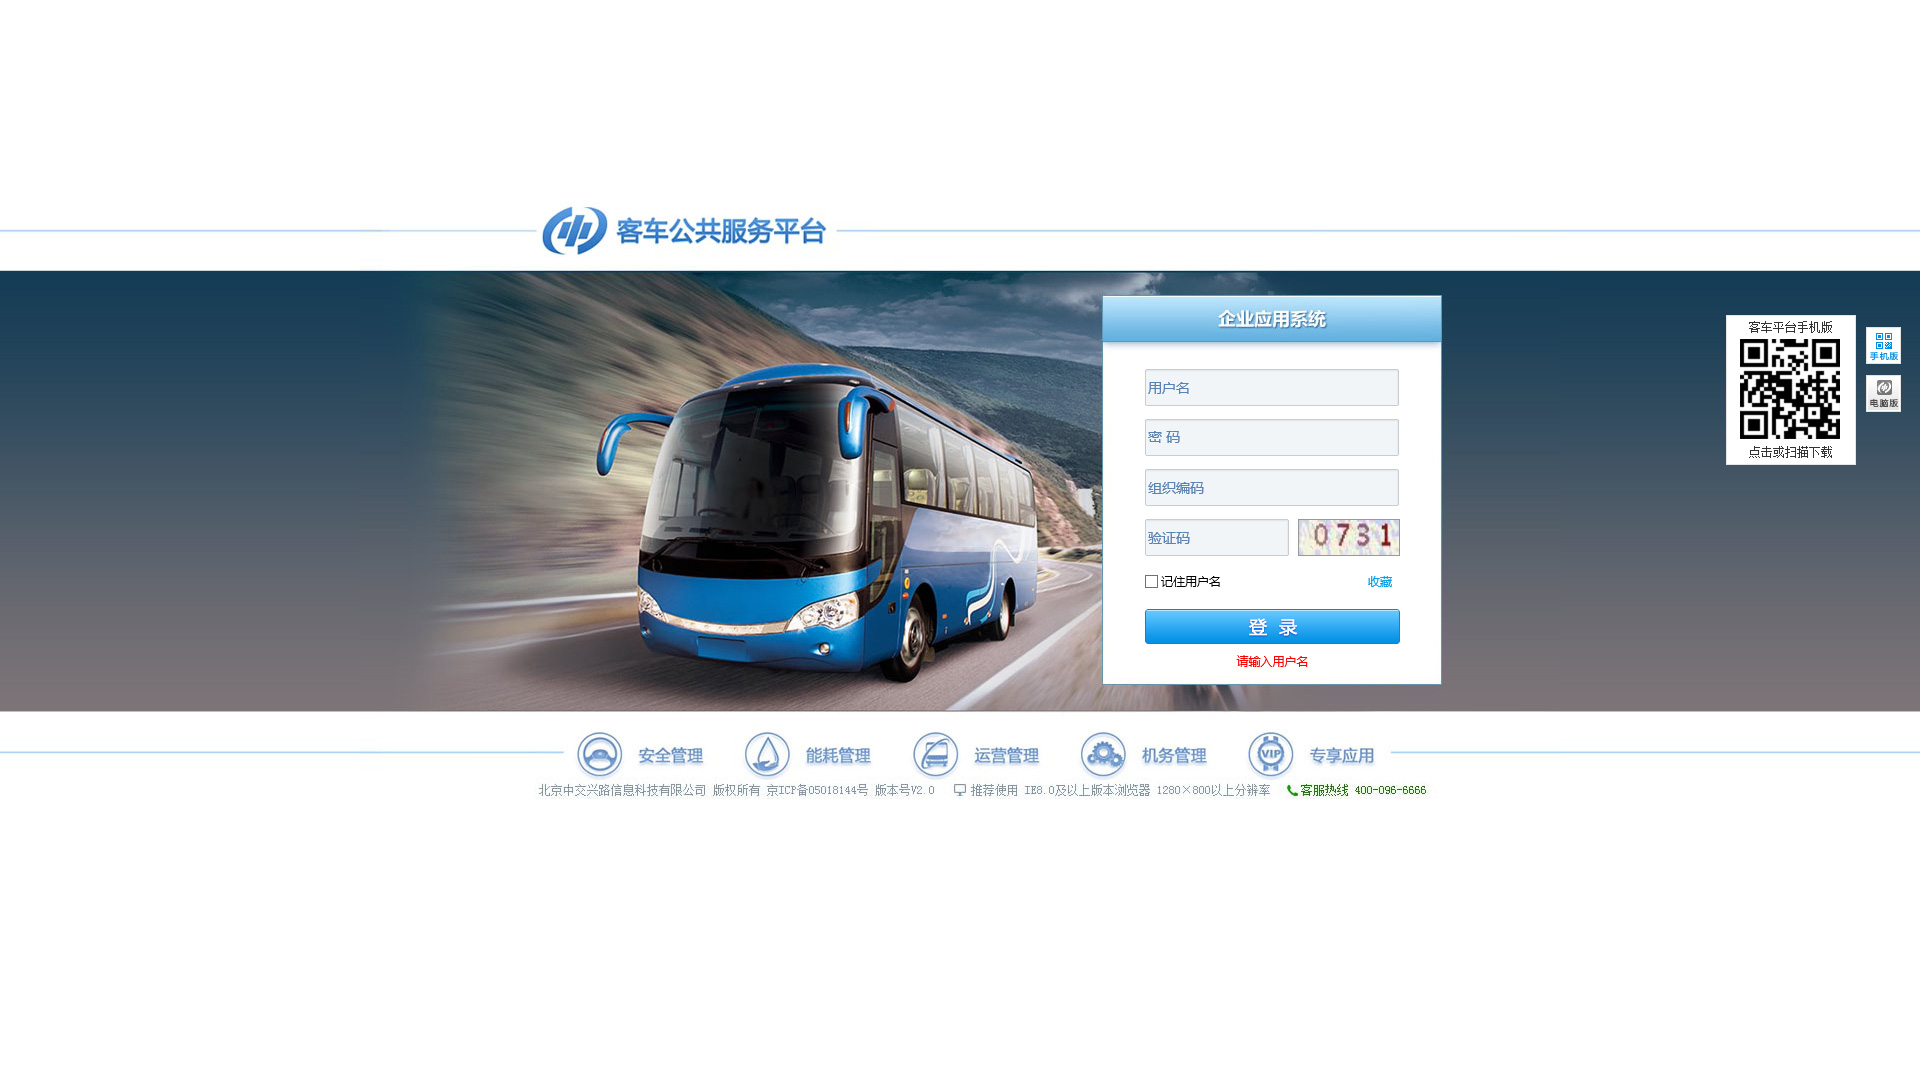 客车公共服务平台
企业应用系统
用户名
密 码
组织编码
验证码
0731
记住用户名
收藏
登 录
请输入用户名
客车平台手机版
点击或扫描下载
手机版
电脑版
安全管理
能耗管理
运营管理
机务管理
VIP
专享应用
北京中交兴路信息科技有限公司 版权所有 京ICP备05018144号 版本号V2.0 推荐使用 IE8.0及以上版本浏览器 1280×800以上分辨率 客服热线 400-096-6666